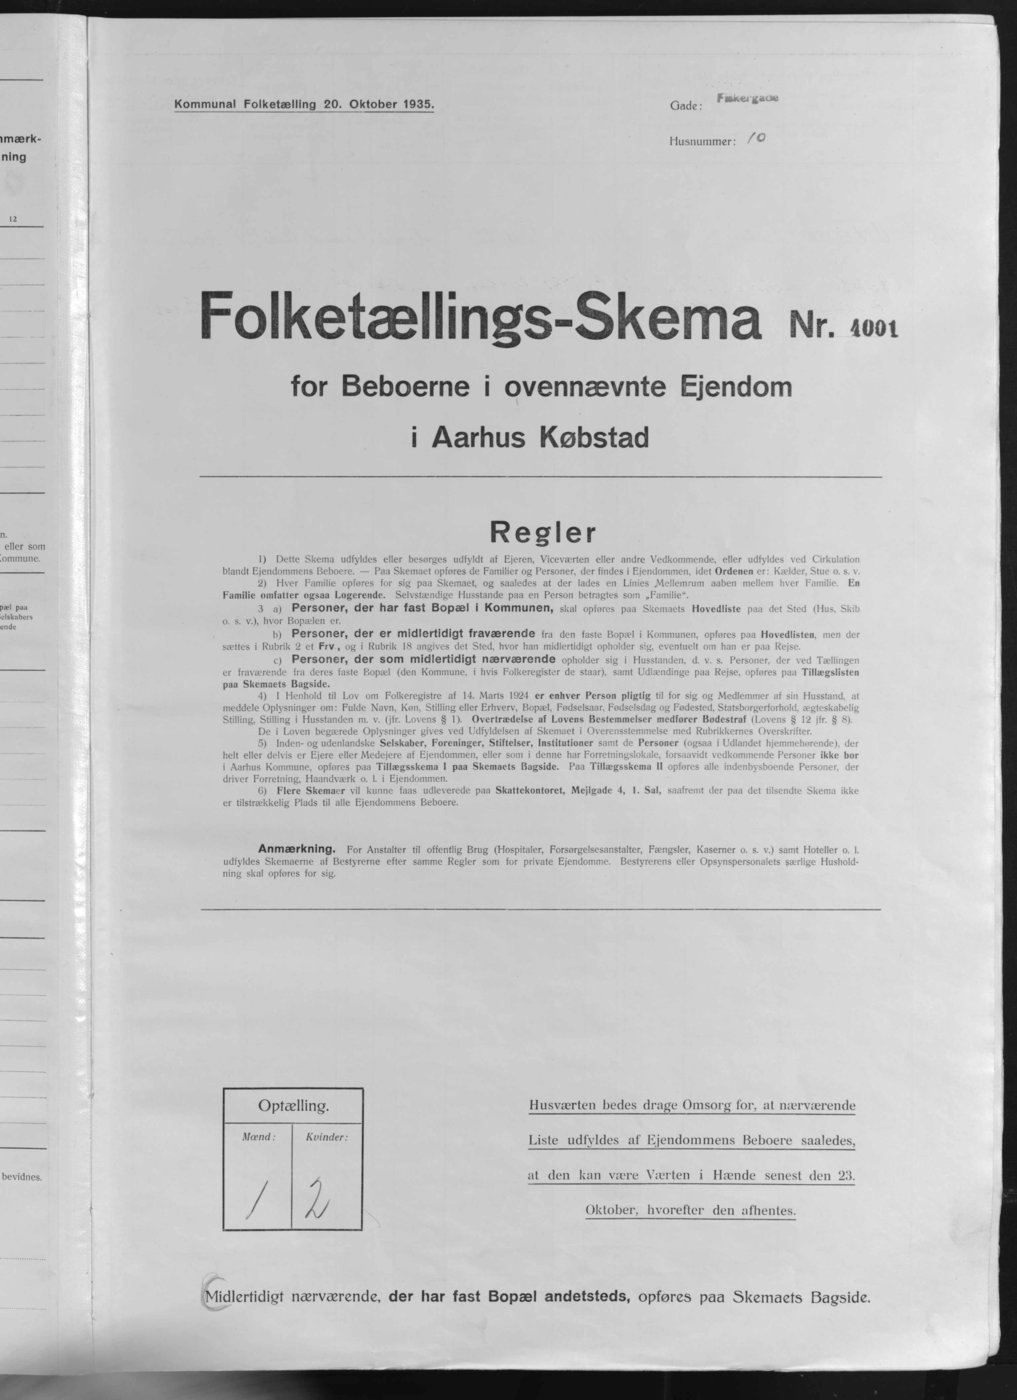 nmærk-
ning
12
n.
eller som
Commune.
pæl paa
elskabers
ende
bevidnes.
Kommunal Folketælling 20. Oktober 1935.
Gade: Fiskergade
Husnummer: 10
Folketællings-Skema Nr. 4001
for Beboerne i ovennævnte Ejendom
i Aarhus Købstad
Regler
1) Dette Skema udfyldes eller besørges udfyldt af Ejeren, Viceværten eller andre Vedkommende, eller udfyldes ved Cirkulation
blandt Ejendommens Beboere. — Paa Skemaet opføres de Familier og Personer, der findes i Ejendommen, idet Ordenen er: Kælder, Stue o. s. v.
2) Hver Familie opføres for sig paa Skemaet, og saaledes at der lades en Linies Mellemrum aaben mellem hver Familie. En
Familie omfatter ogsaa Logerende. Selvstændige Husstande paa en Person betragtes som „Familie“.
3 a) Personer, der har fast Bopæl i Kommunen, skal opføres paa Skemaets Hovedliste paa det Sted (Hus, Skib
o. s. v.), hvor Bopælen er.
b) Personer, der er midlertidigt fraværende fra den faste Bopæl i Kommunen, opføres paa Hovedlisten, men der
sættes i Rubrik 2 et Frv., og i Rubrik 18 angives det Sted, hvor han midlertidigt opholder sig, eventuelt om han er paa Rejse.
c) Personer, der som midlertidigt nærværende opholder sig i Husstanden, d. v. s. Personer, der ved Tællingen
er fraværende fra deres faste Bopæl (den Kommune, i hvis Folkeregister de staar), samt Udlændinge paa Rejse, opføres paa Tillægslisten
paa Skemaets Bagside.
4) I Henhold til Lov om Folkeregistre af 14. Marts 1924 er enhver Person pligtig til for sig og Medlemmer af sin Husstand, at
meddele Oplysninger om: Fulde Navn, Køn, Stilling eller Erhverv, Bopæl, Fødselsaar, Fødselsdag og Fødested, Statsborgerforhold, ægteskabelig
Stilling, Stilling i Husstanden m. v. (jfr. Lovens § 1). Overtrædelse af Lovens Bestemmelser medfører Bødestraf (Lovens § 12 jfr. § 8).
De i Loven begærede Oplysninger gives ved Udfyldelsen af Skemaet i Overensstemmelse med Rubrikkernes Overskrifter.
5) Inden- og udenlandske Selskaber, Foreninger, Stiftelser, Institutioner samt de Personer (ogsaa i Udlandet hjemmehørende), der
helt eller delvis er Ejere eller Medejere af Ejendommen, eller som i denne har Forretningslokale, forsaavidt vedkommende Personer ikke bor
i Aarhus Kommune, opføres paa Tillægsskema I paa Skemaets Bagside. Paa Tillægsskema II opføres alle indenbysboende Personer, der
driver Forretning, Haandværk o. l. i Ejendommen.
6) Flere Skemaer vil kunne faas udleverede paa Skattekontoret, Mejlgade 4, 1. Sal, saafremt der paa det tilsendte Skema ikke
er tilstrækkelig Plads til alle Ejendommens Beboere.
Anmærkning. For Anstalter til offentlig Brug (Hospitaler, Forsørgelsesanstalter, Fængsler, Kaserner o. s. v.) samt Hoteller o. l.
udfyldes Skemaerne af Bestyrerne efter samme Regler som for private Ejendomme. Bestyrerens eller Opsynspersonalets særlige Hushold-
ning skal opføres for sig.
Optælling.
Mænd: Kvinder:
1 2
Husværten bedes drage Omsorg for, at nærværende
Liste udfyldes af Ejendommens Beboere saaledes,
at den kan være Værten i Hænde senest den 23.
Oktober, hvorefter den afhentes.
Midlertidigt nærværende, der har fast Bopæl andetsteds, opføres paa Skemaets Bagside.